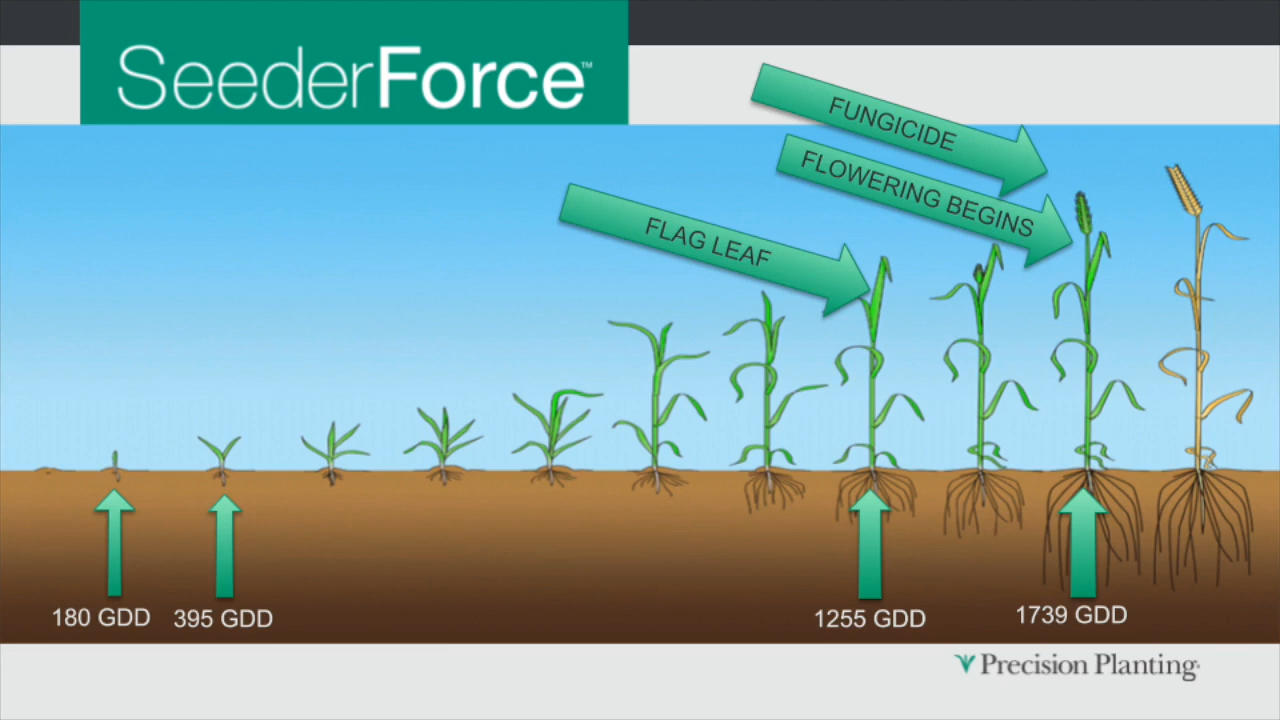 SeederForce™
FUNGICIDE
FLOWERING BEGINS
FLAG LEAF
180 GDD
395 GDD
1255 GDD
1739 GDD
Precision Planting